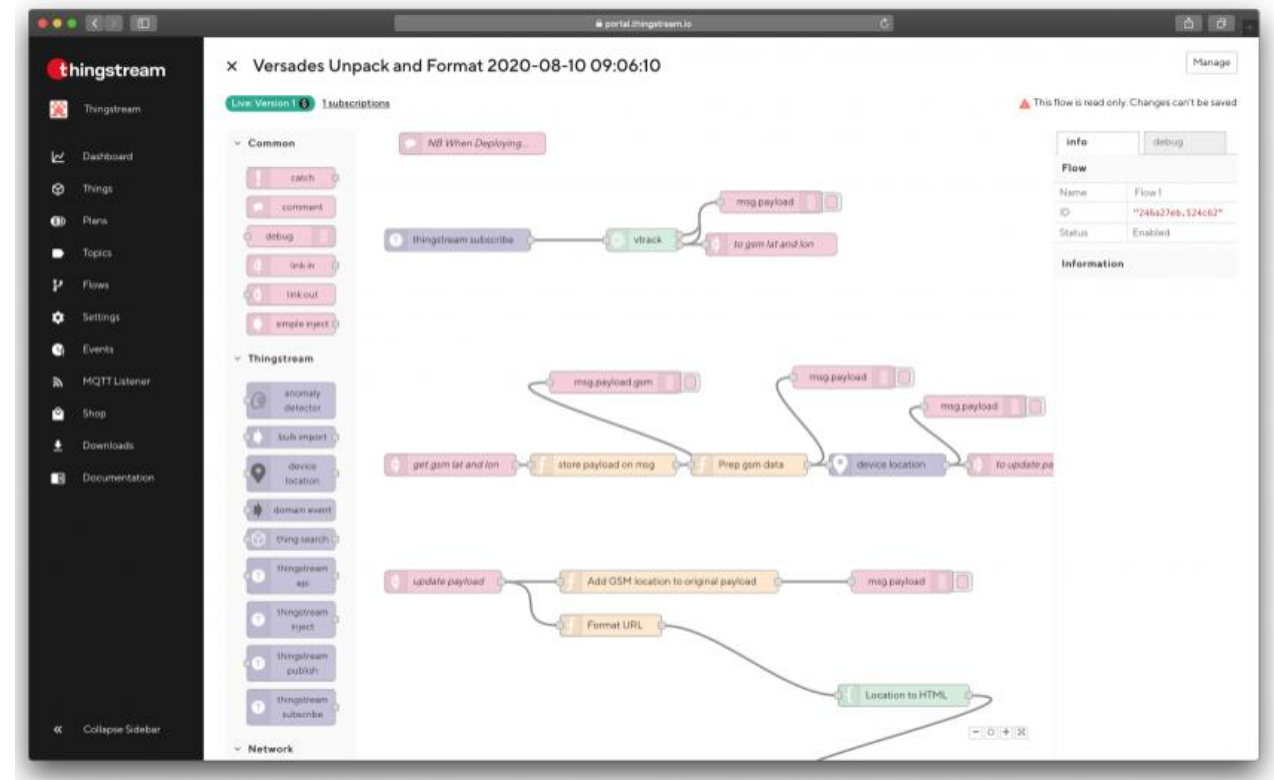 portal.thingstream.io
thingstream
Versades Unpack and Format 2020-08-10 09:06:10
Manage
Thingstream
Live: Version 1
1 subscriptions
This flow is read only. Changes can't be saved
Dashboard
Things
Plans
Topics
Flows
Settings
Events
MQTT Listener
Shop
Downloads
Documentation
Collapse Sidebar
Common
catch
comment
debug
link in
link out
simple inject
Thingstream
anomaly
detector
bulk import
device
location
domain event
thing search
thingstream
api
thingstream
inject
thingstream
publish
thingstream
subscribe
Network
NB When Deploying...
msg.payload
thingstream subscribe
vtrack
to gsm lat and lon
msg.payload.gsm
msg.payload
msg.payload
get gsm lat and lon
store payload on msg
Prep gsm data
device location
to update pa
update payload
Add GSM location to original payload
msg.payload
Format URL
Location to HTML
info
debug
Flow
Name
Flow 1
ID
"246a27eb.524c62"
Status
Enabled
Information